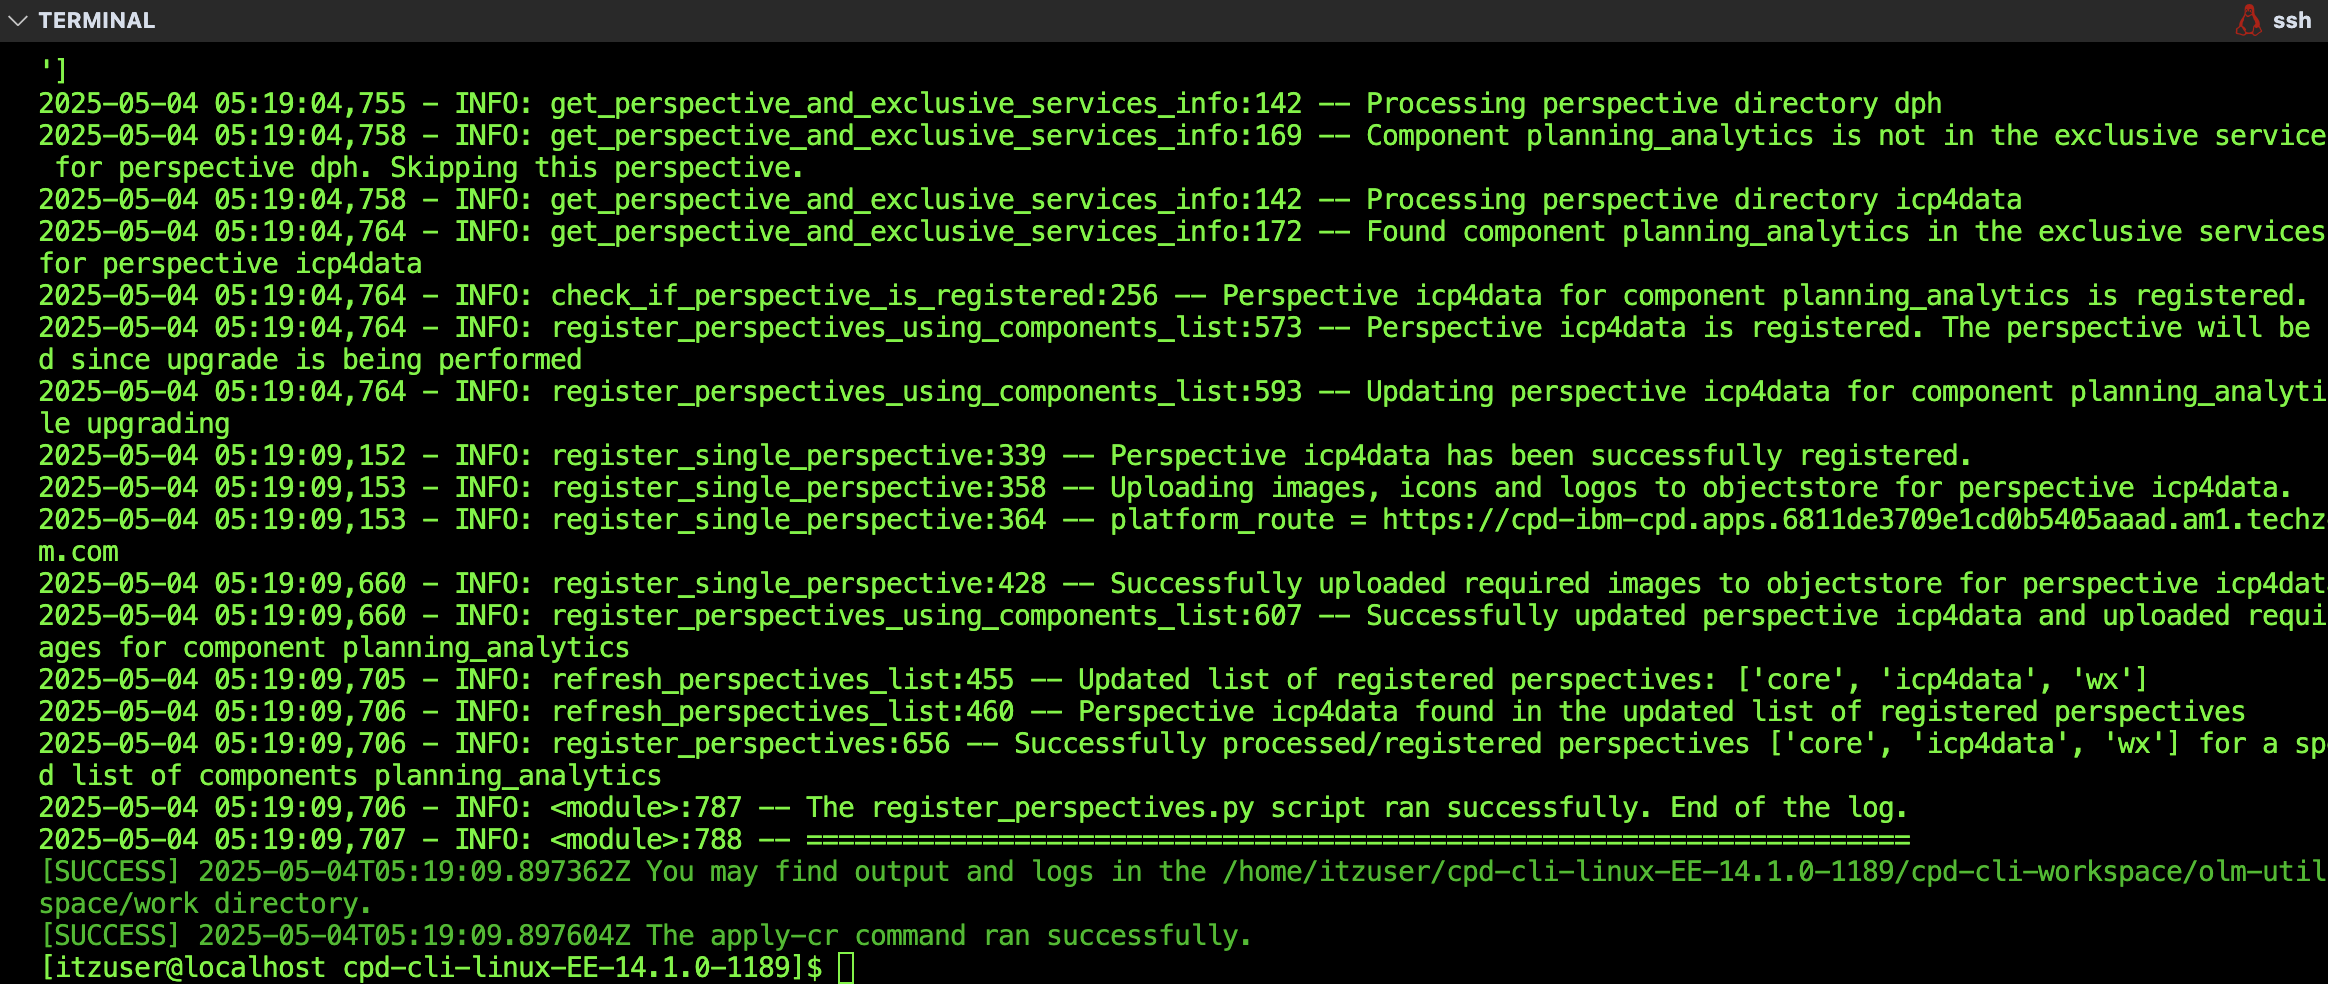 TERMINAL
ssh
']
2025-05-04 05:19:04,755 - INFO: get_perspective_and_exclusive_services_info:142 -- Processing perspective directory dph
2025-05-04 05:19:04,758 - INFO: get_perspective_and_exclusive_services_info:169 -- Component planning_analytics is not in the exclusive service
for perspective dph. Skipping this perspective.
2025-05-04 05:19:04,758 - INFO: get_perspective_and_exclusive_services_info:142 -- Processing perspective directory icp4data
2025-05-04 05:19:04,764 - INFO: get_perspective_and_exclusive_services_info:172 -- Found component planning_analytics in the exclusive services
for perspective icp4data
2025-05-04 05:19:04,764 - INFO: check_if_perspective_is_registered:256 -- Perspective icp4data for component planning_analytics is registered.
2025-05-04 05:19:04,764 - INFO: register_perspectives_using_components_list:573 -- Perspective icp4data is registered. The perspective will be
d since upgrade is being performed
2025-05-04 05:19:04,764 - INFO: register_perspectives_using_components_list:593 -- Updating perspective icp4data for component planning_analyti
le upgrading
2025-05-04 05:19:09,152 - INFO: register_single_perspective:339 -- Perspective icp4data has been successfully registered.
2025-05-04 05:19:09,153 - INFO: register_single_perspective:358 -- Uploading images, icons and logos to objectstore for perspective icp4data.
2025-05-04 05:19:09,153 - INFO: register_single_perspective:364 -- platform_route = https://cpd-ibm-cpd.apps.6811de3709e1cd0b5405aaad.am1.techz
m.com
2025-05-04 05:19:09,660 - INFO: register_single_perspective:428 -- Successfully uploaded required images to objectstore for perspective icp4dat
2025-05-04 05:19:09,660 - INFO: register_perspectives_using_components_list:607 -- Successfully updated perspective icp4data and uploaded requi
ages for component planning_analytics
2025-05-04 05:19:09,705 - INFO: refresh_perspectives_list:455 -- Updated list of registered perspectives: ['core', 'icp4data', 'wx']
2025-05-04 05:19:09,706 - INFO: refresh_perspectives_list:460 -- Perspective icp4data found in the updated list of registered perspectives
2025-05-04 05:19:09,706 - INFO: register_perspectives:656 -- Successfully processed/registered perspectives ['core', 'icp4data', 'wx'] for a sp
d list of components planning_analytics
2025-05-04 05:19:09,706 - INFO: <module>:787 -- The register_perspectives.py script ran successfully. End of the log.
2025-05-04 05:19:09,707 - INFO: <module>:788 -- =====================================================================
[SUCCESS] 2025-05-04T05:19:09.897362Z You may find output and logs in the /home/itzuser/cpd-cli-linux-EE-14.1.0-1189/cpd-cli-workspace/olm-util
space/work directory.
[SUCCESS] 2025-05-04T05:19:09.897604Z The apply-cr command ran successfully.
[itzuser@localhost cpd-cli-linux-EE-14.1.0-1189]$